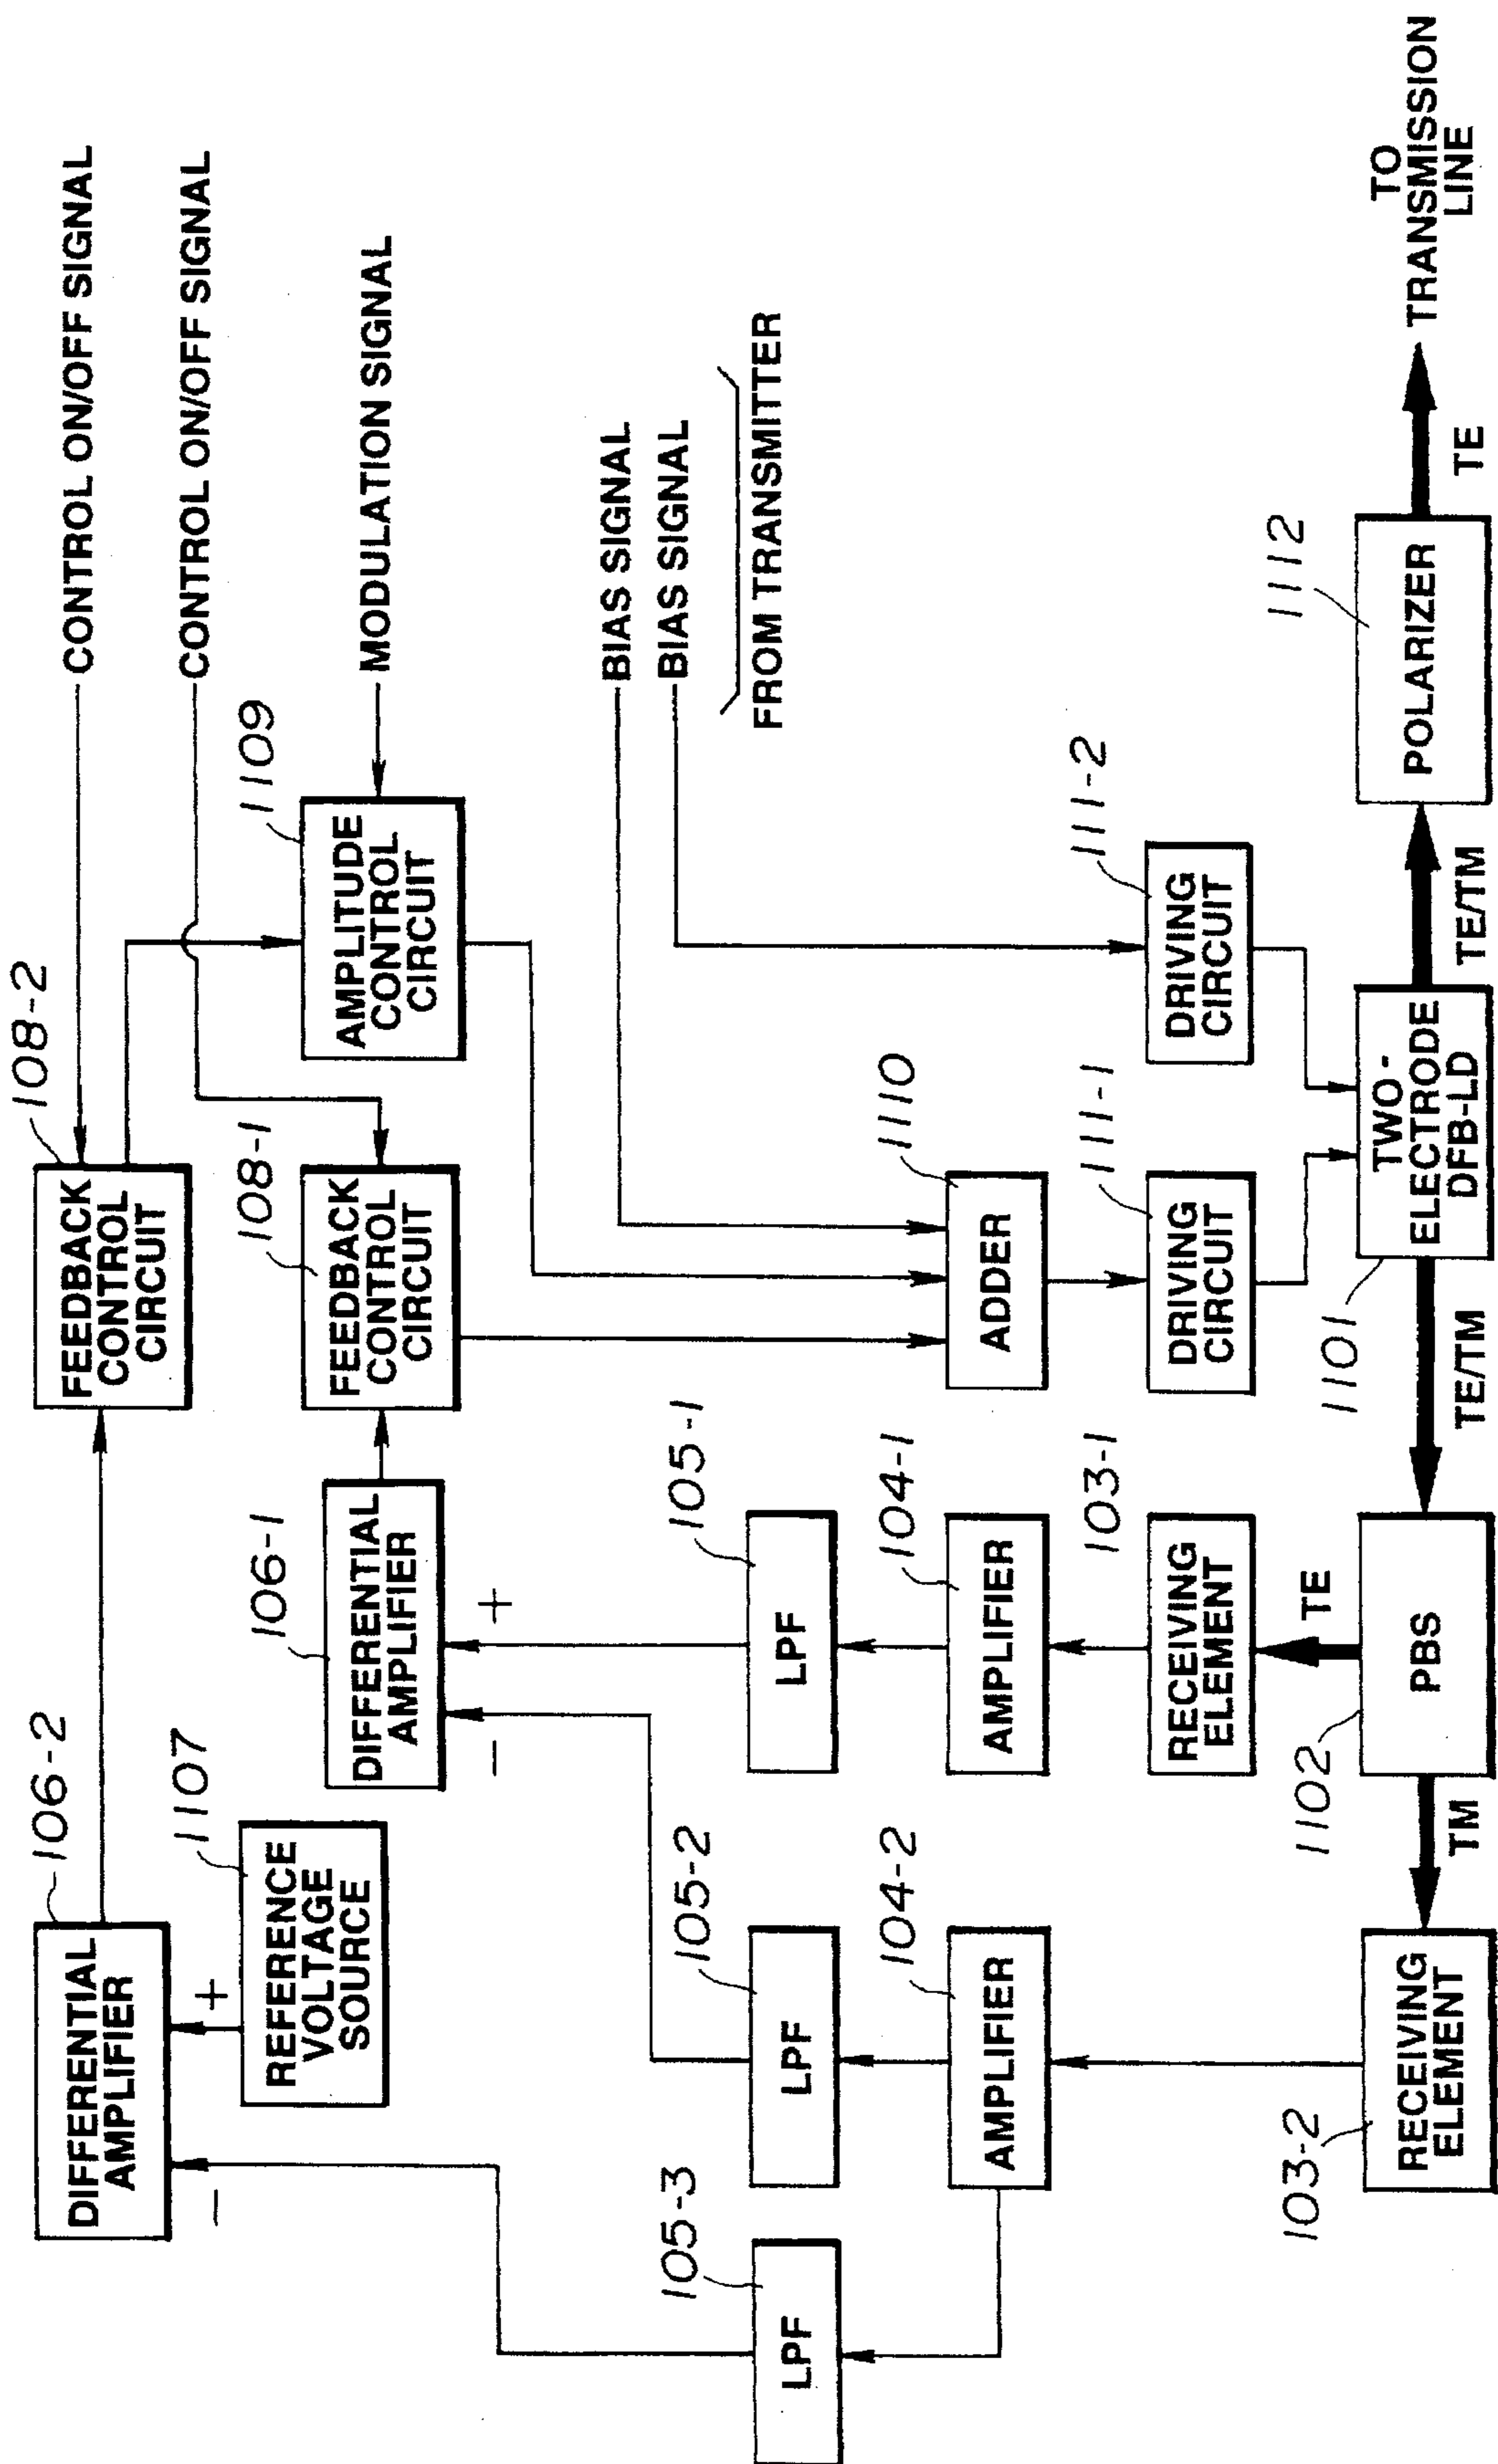 106-2
DIFFERENTIAL
AMPLIFIER
+
−
1107
REFERENCE
VOLTAGE
SOURCE
108-2
FEEDBACK
CONTROL
CIRCUIT
CONTROL ON/OFF SIGNAL
CONTROL ON/OFF SIGNAL
106-1
DIFFERENTIAL
AMPLIFIER
−
+
108-1
FEEDBACK
CONTROL
CIRCUIT
1109
AMPLITUDE
CONTROL
CIRCUIT
MODULATION SIGNAL
BIAS SIGNAL
BIAS SIGNAL
FROM TRANSMITTER
105-3
LPF
105-2
LPF
105-1
LPF
104-2
AMPLIFIER
104-1
AMPLIFIER
1110
ADDER
103-1
RECEIVING
ELEMENT
111-1
DRIVING
CIRCUIT
111-2
DRIVING
CIRCUIT
103-2
RECEIVING
ELEMENT
TM
1102
PBS
TE
TE/TM
1101
TWO-
ELECTRODE
DFB-LD
TE/TM
1112
POLARIZER
TE
TO
TRANSMISSION
LINE